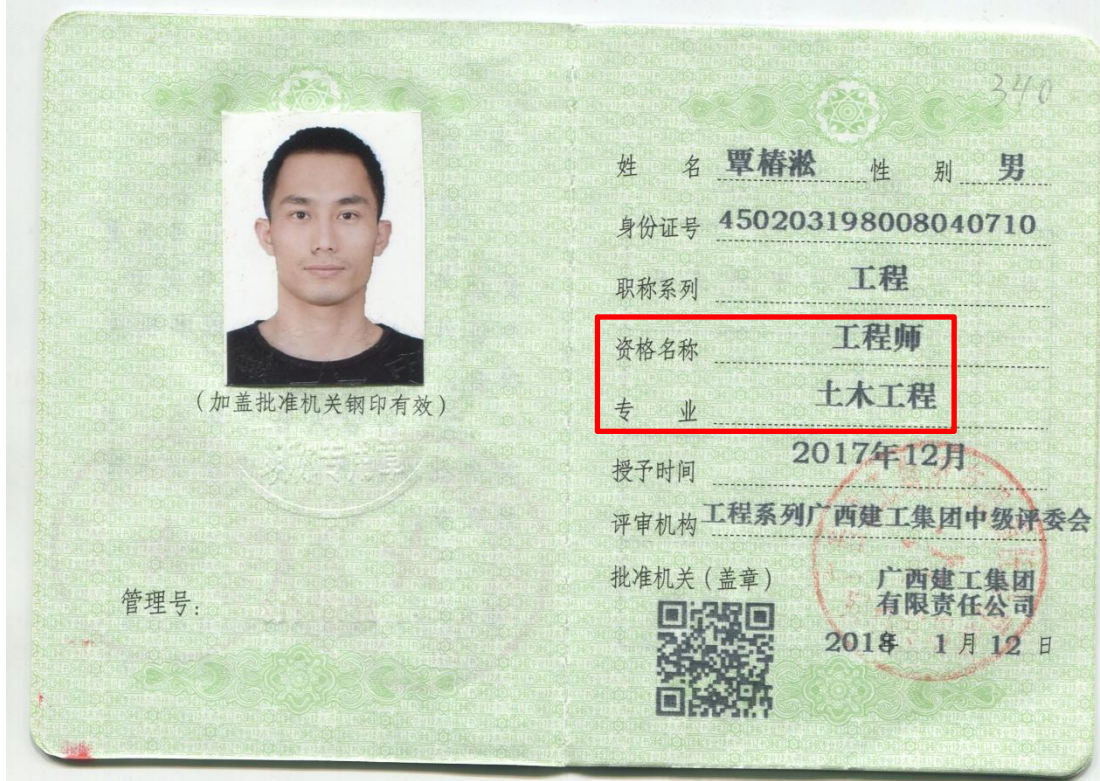 340
姓 名 覃椿淞 性 别 男
身份证号 450203198008040710
职称系列 工程
资格名称 工程师
专 业 土木工程
授予时间 2017年12月
评审机构 工程系列广西建工集团中级评委会
批准机关（盖章） 广西建工集团
有限责任公司
2018年 1月12日
(加盖批准机关钢印有效)
管理号：